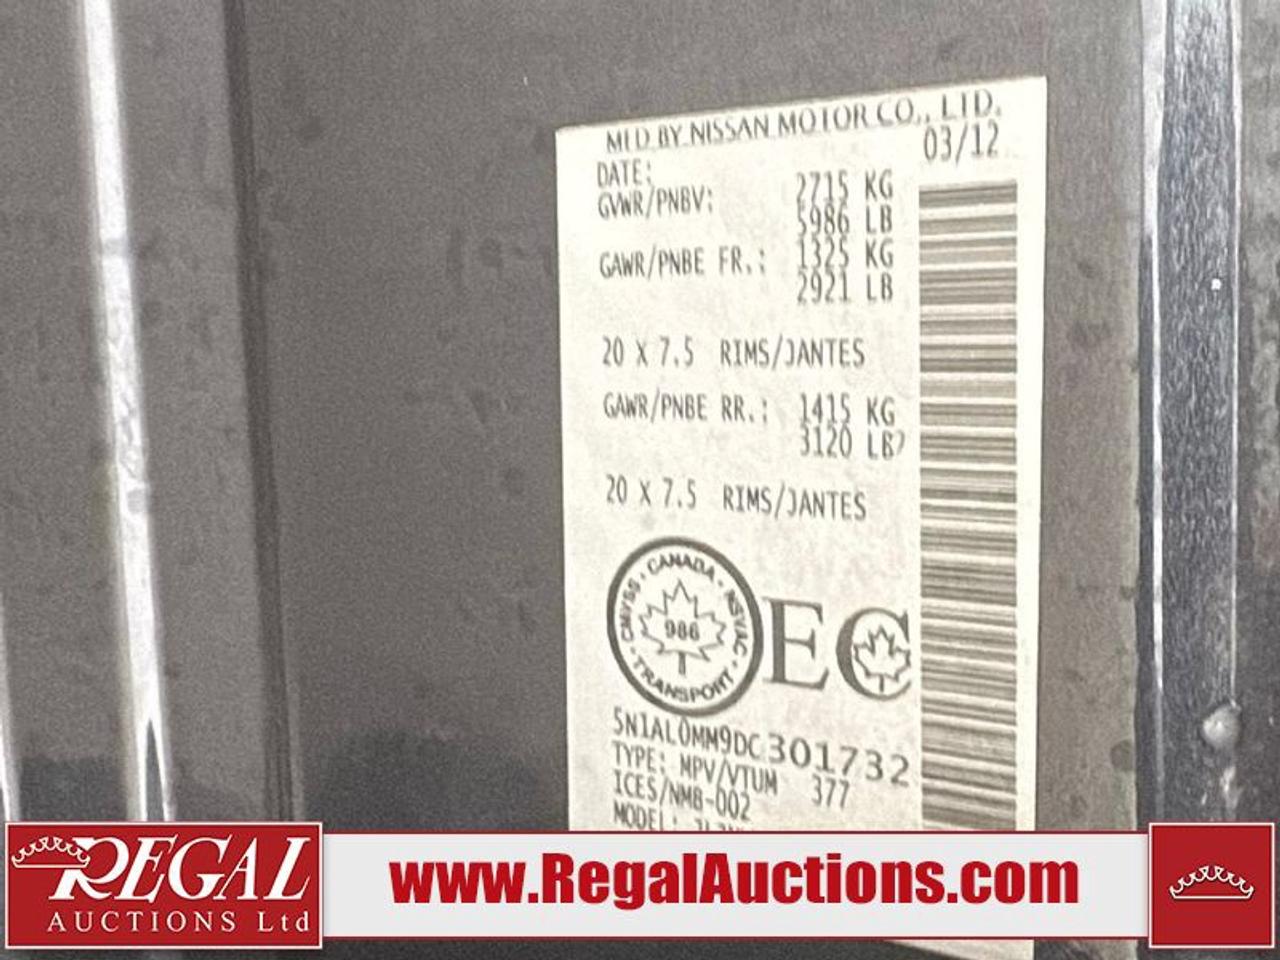 MFD BY NISSAN MOTOR CO., LTD.
DATE: 03/12
GVWR/PNBV: 2715 KG
5986 LB
GAWR/PNBE FR.: 1325 KG
2921 LB
20 X 7.5 RIMS/JANTES
GAWR/PNBE RR.: 1415 KG
3120 LB
20 X 7.5 RIMS/JANTES
CANADA · NSVAC · TRANSPORT · CMVSS ·
986
EC
5N1AL0MM9DC301732
TYPE: MPV/VTUM 377
ICES/NMB-002
MODEL:
REGAL
AUCTIONS Ltd
www.RegalAuctions.com